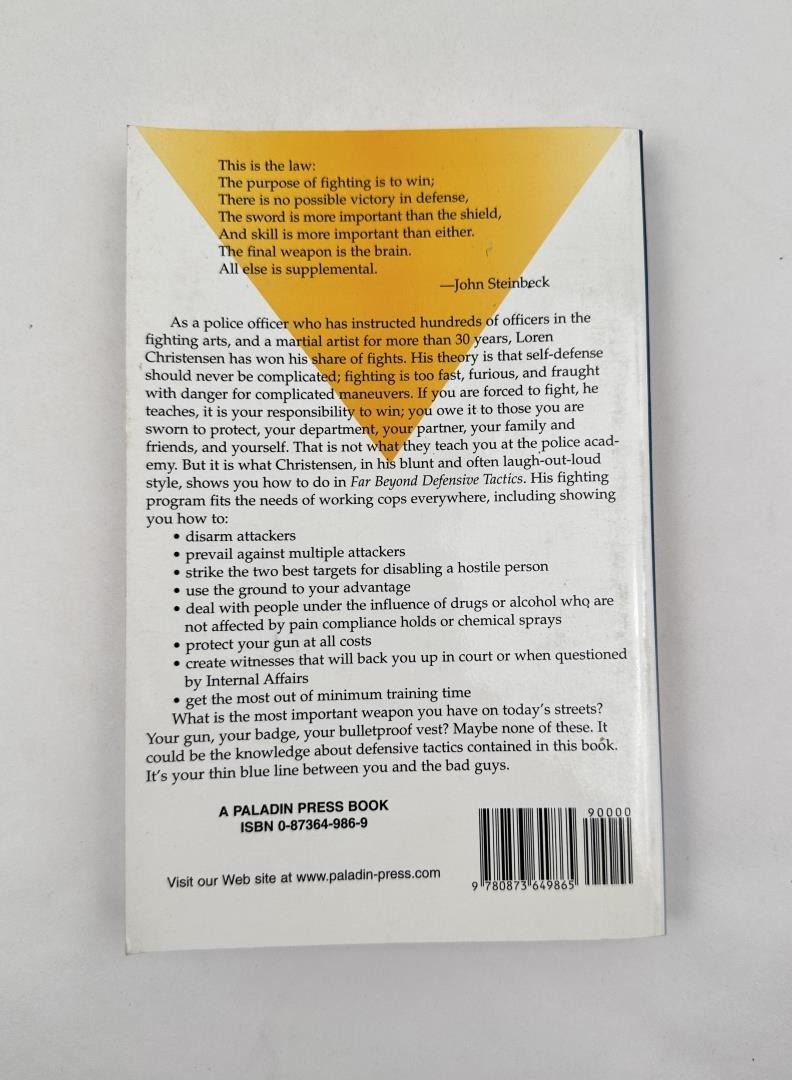 This is the law:
The purpose of fighting is to win;
There is no possible victory in defense,
The sword is more important than the shield,
And skill is more important than either.
The final weapon is the brain.
All else is supplemental.
—John Steinbeck
As a police officer who has instructed hundreds of officers in the
fighting arts, and a martial artist for more than 30 years, Loren
Christensen has won his share of fights. His theory is that self-defense
should never be complicated; fighting is too fast, furious, and fraught
with danger for complicated maneuvers. If you are forced to fight, he
teaches, it is your responsibility to win; you owe it to those you are
sworn to protect, your department, your partner, your family and
friends, and yourself. That is not what they teach you at the police acad-
emy. But it is what Christensen, in his blunt and often laugh-out-loud
style, shows you how to do in Far Beyond Defensive Tactics. His fighting
program fits the needs of working cops everywhere, including showing
you how to:
• disarm attackers
• prevail against multiple attackers
• strike the two best targets for disabling a hostile person
• use the ground to your advantage
• deal with people under the influence of drugs or alcohol who are
not affected by pain compliance holds or chemical sprays
• protect your gun at all costs
• create witnesses that will back you up in court or when questioned
by Internal Affairs
• get the most out of minimum training time
What is the most important weapon you have on today's streets?
Your gun, your badge, your bulletproof vest? Maybe none of these. It
could be the knowledge about defensive tactics contained in this book.
It's your thin blue line between you and the bad guys.
A PALADIN PRESS BOOK
ISBN 0-87364-986-9
Visit our Web site at www.paladin-press.com
90000
9 780873 649865